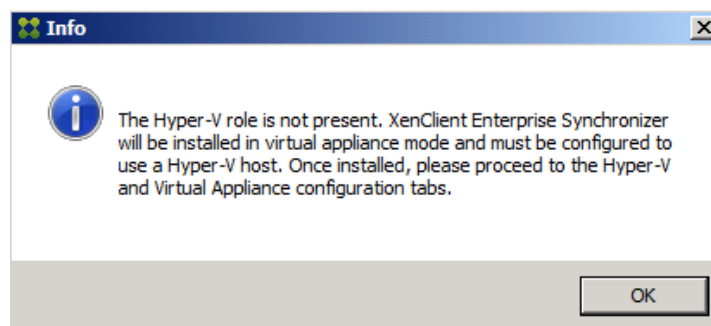 Info
The Hyper-V role is not present. XenClient Enterprise Synchronizer
will be installed in virtual appliance mode and must be configured to
use a Hyper-V host. Once installed, please proceed to the Hyper-V
and Virtual Appliance configuration tabs.
OK